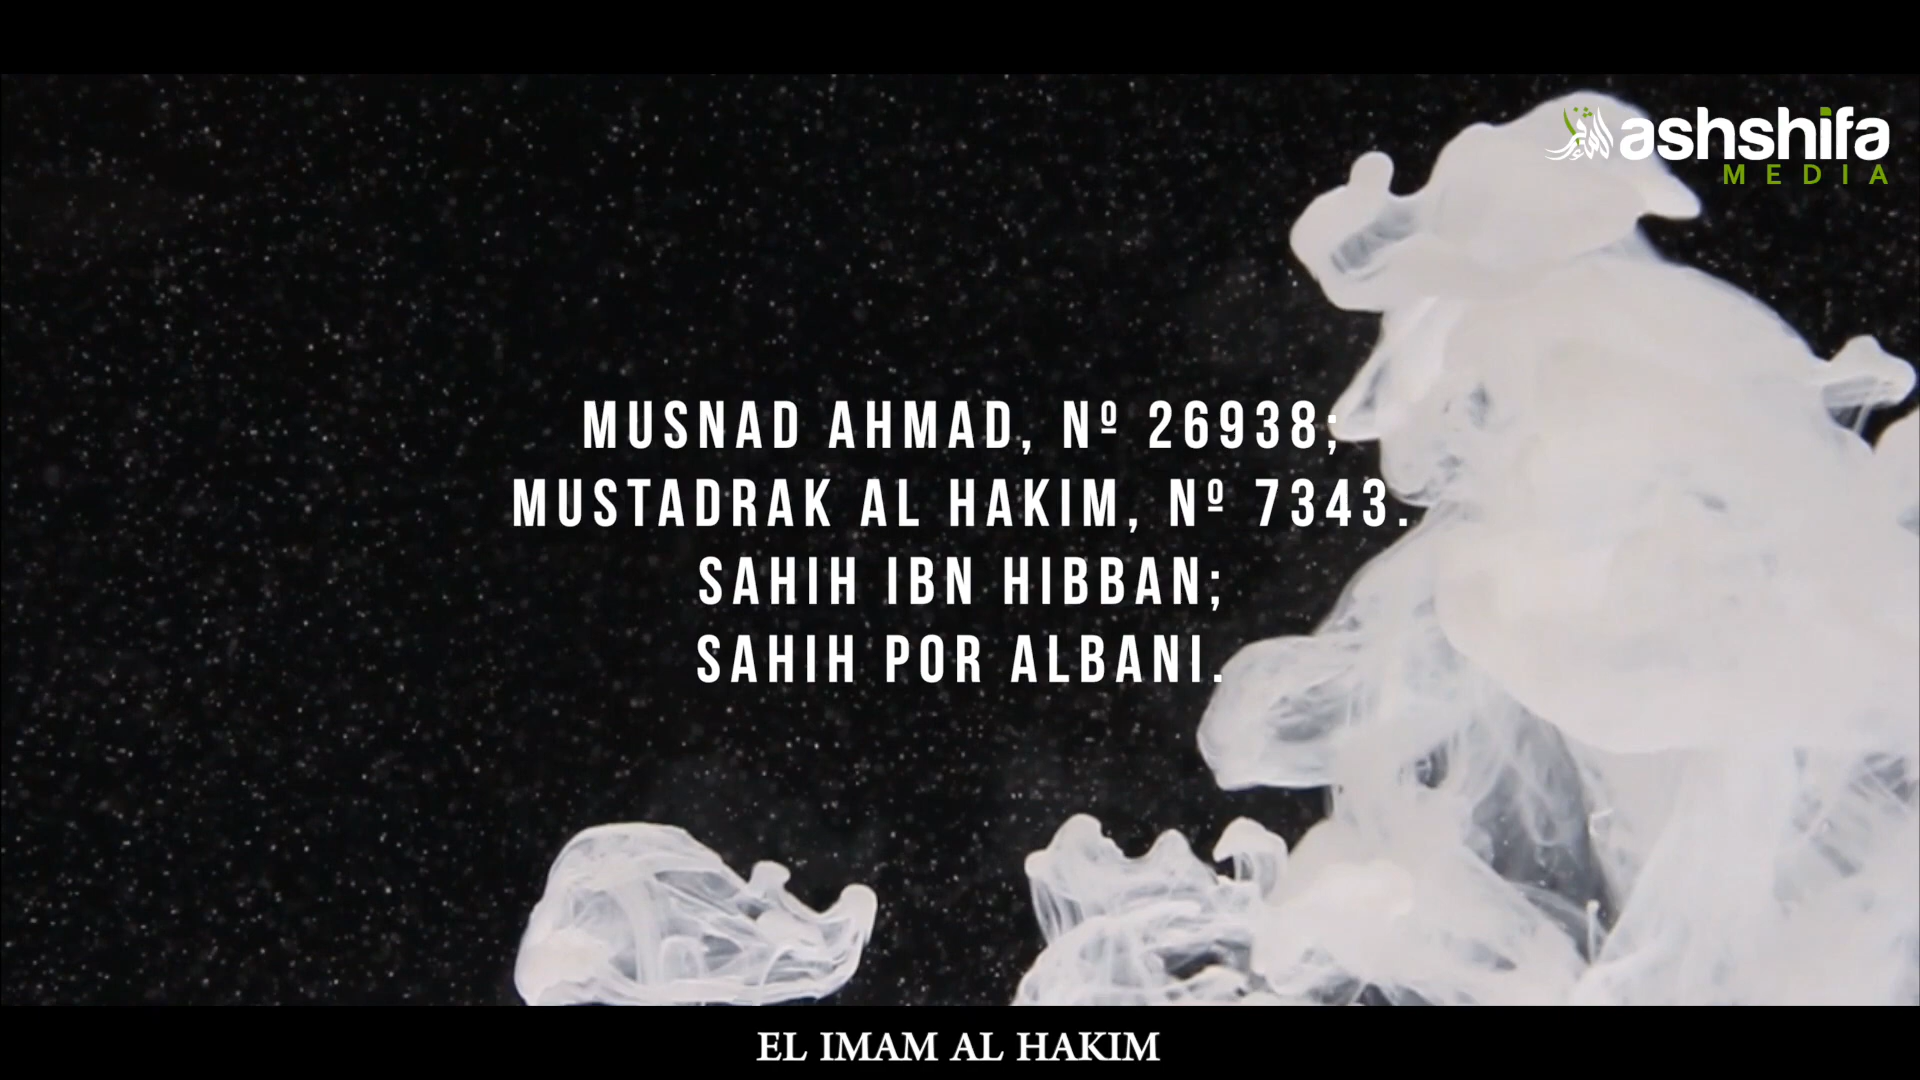 ashshifa
MEDIA
MUSNAD AHMAD, Nº 26938;
MUSTADRAK AL HAKIM, Nº 7343.
SAHIH IBN HIBBAN;
SAHIH POR ALBANI.
EL IMAM AL HAKIM